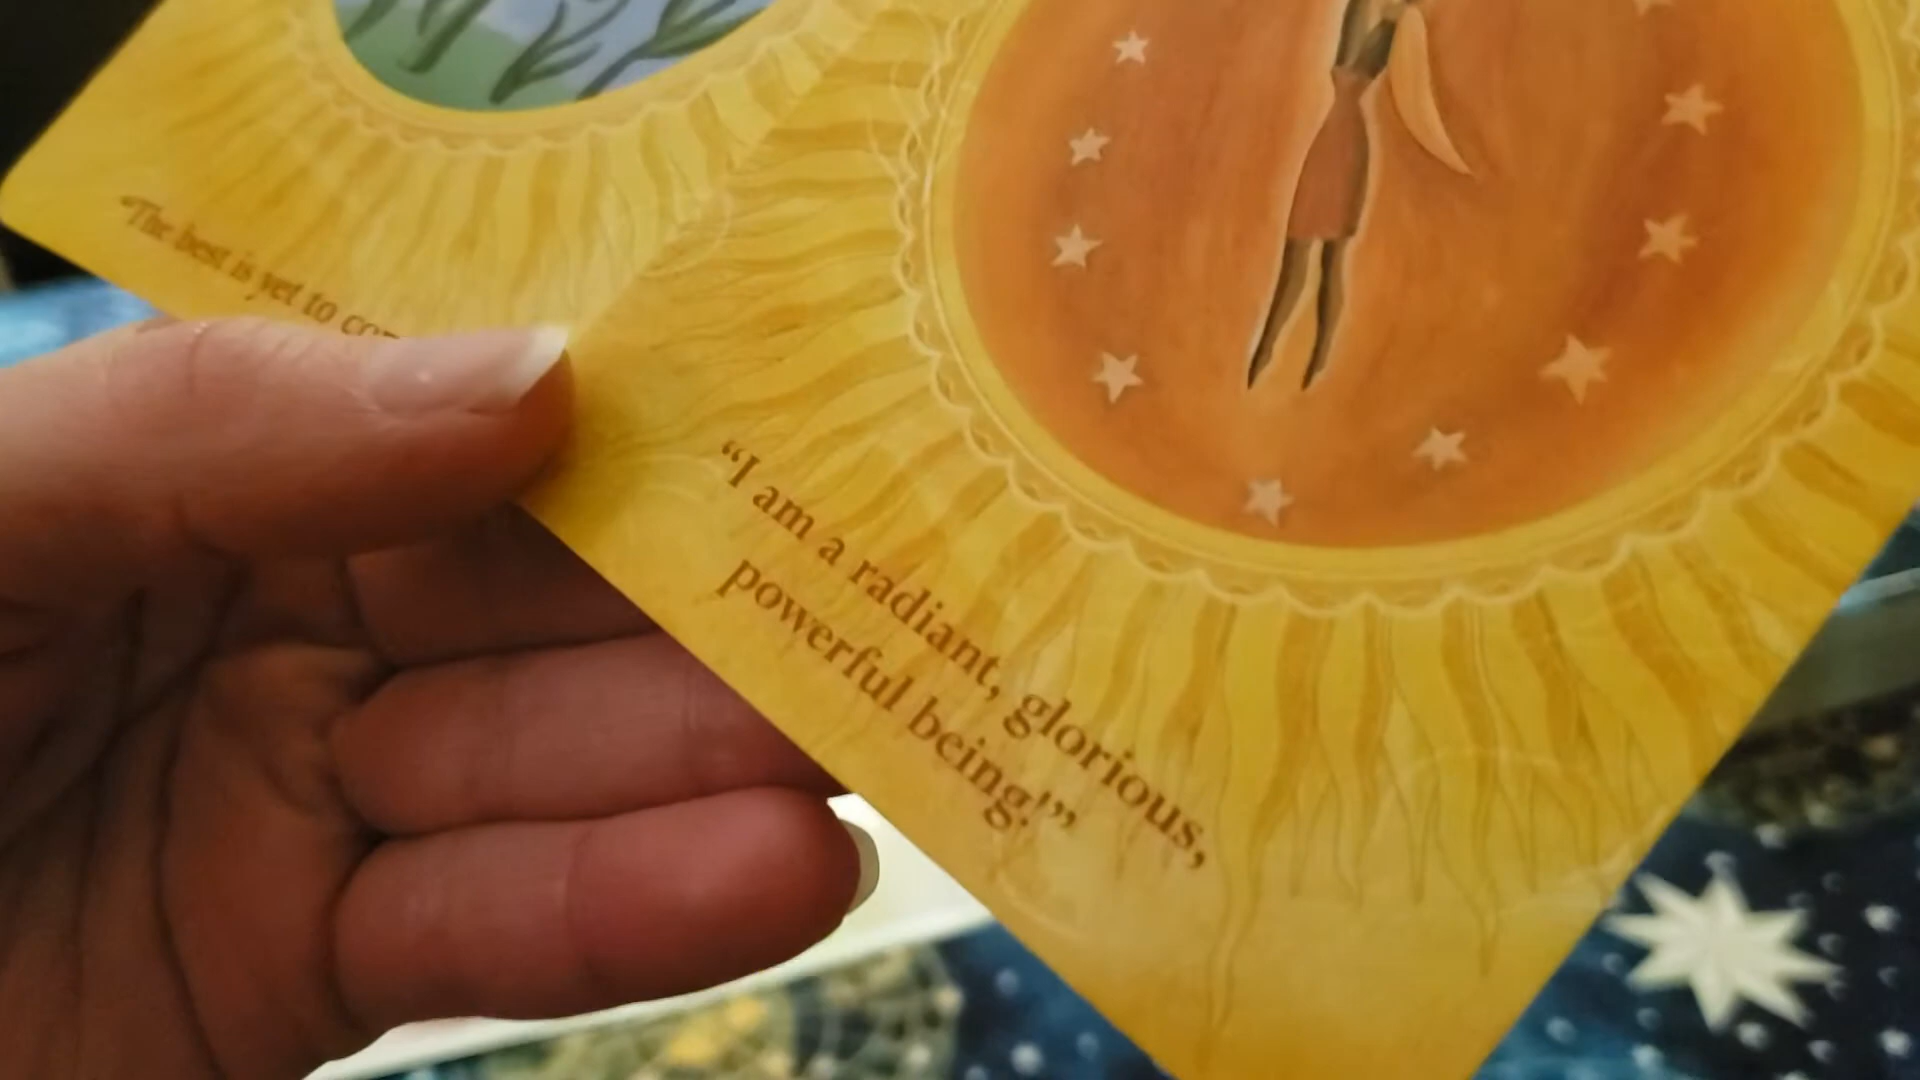 "The best is yet to
"I am a radiant, glorious,
powerful being!"